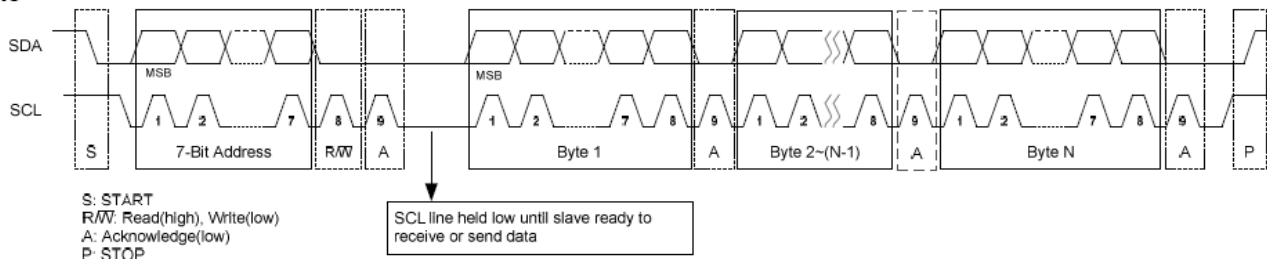 SDA
MSB
MSB
SCL
1 2 7 8 9 1 2 7 8 9 1 2 8 9 1 2 7 8 9
S 7-Bit Address R/W̅ A Byte 1 A Byte 2~(N-1) A Byte N A P
S: START
R/W̅: Read(high), Write(low)
A: Acknowledge(low)
P: STOP
SCL line held low until slave ready to
receive or send data